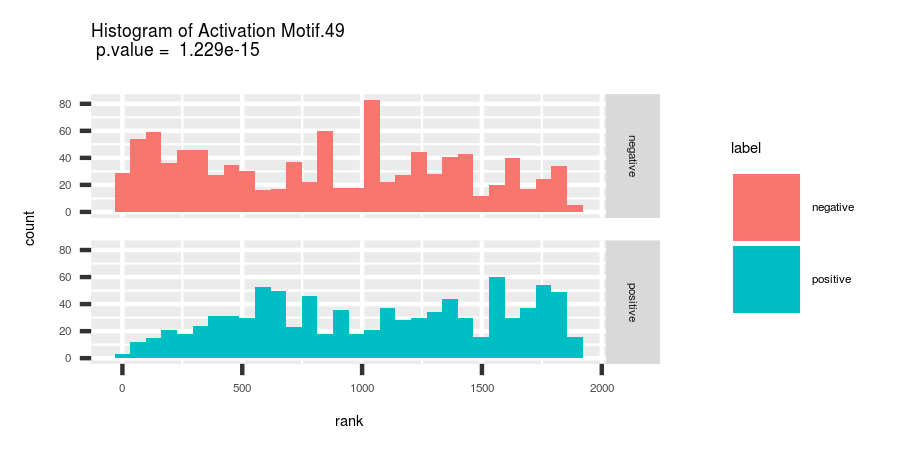 Histogram of Activation Motif.49
p.value = 1.229e-15
80
60
40
20
0
negative
80
60
40
20
0
positive
0 500 1000 1500 2000
rank
count
label
negative
positive